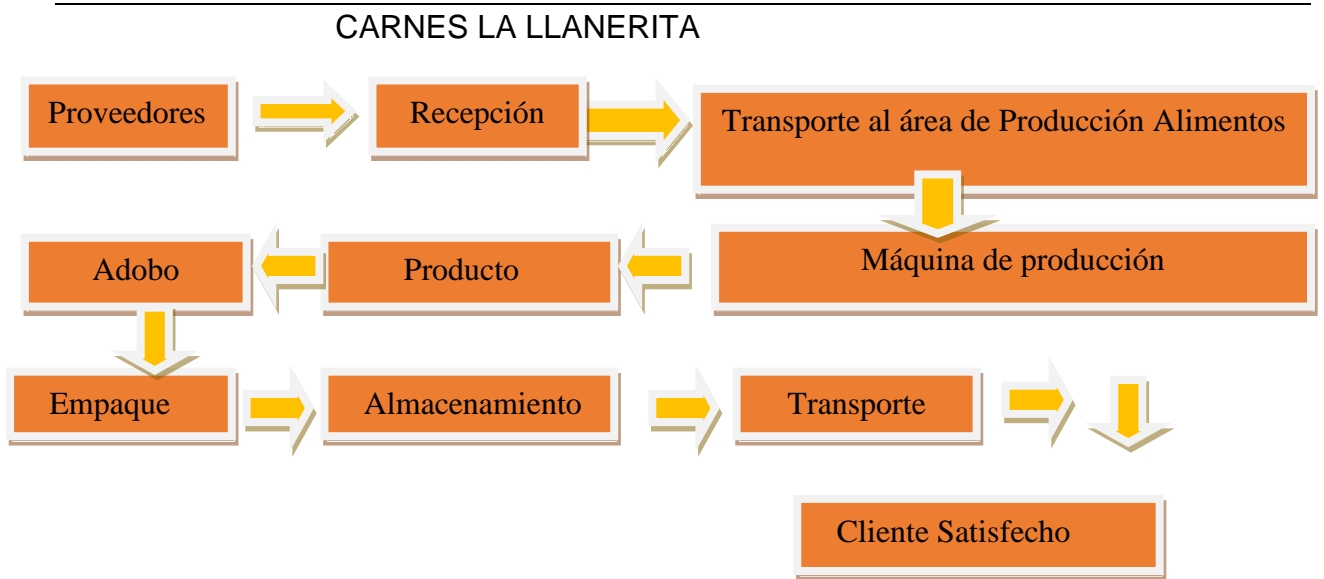 CARNES LA LLANERITA
Proveedores
Recepción
Transporte al área de Producción Alimentos
Máquina de producción
Producto
Adobo
Empaque
Almacenamiento
Transporte
Cliente Satisfecho